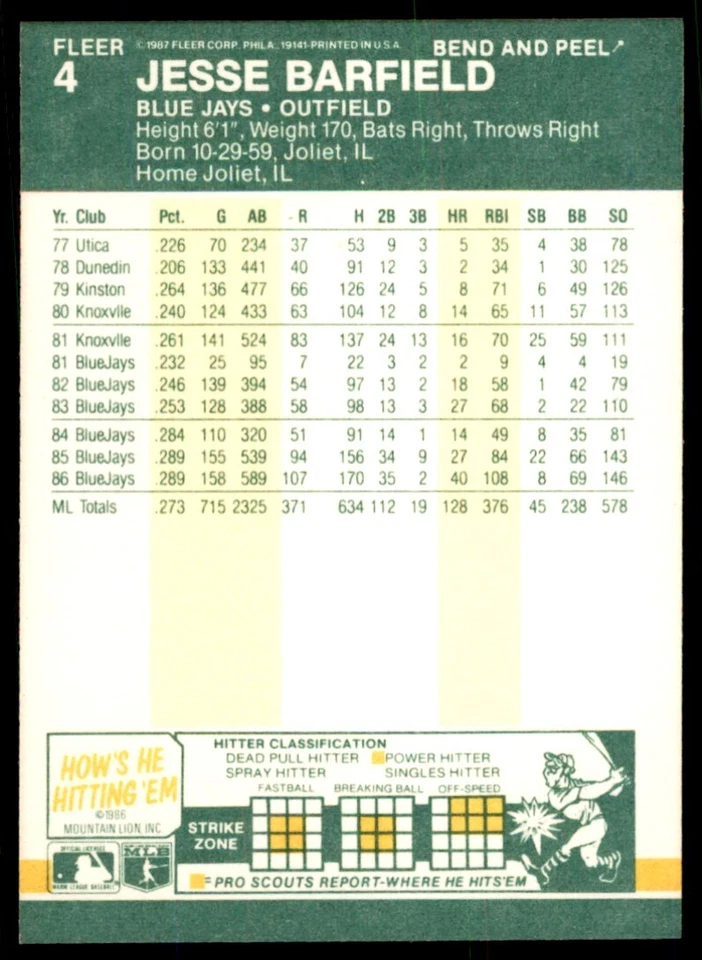 FLEER ©1987 FLEER CORP. PHILA. 19141-PRINTED IN U.S.A. BEND AND PEEL
4 JESSE BARFIELD
BLUE JAYS • OUTFIELD
Height 6'1", Weight 170, Bats Right, Throws Right
Born 10-29-59, Joliet, IL
Home Joliet, IL
Yr. Club Pct. G AB R H 2B 3B HR RBI SB BB SO
77 Utica .226 70 234 37 53 9 3 5 35 4 38 78
78 Dunedin .206 133 441 40 91 12 3 2 34 1 30 125
79 Kinston .264 136 477 66 126 24 5 8 71 6 49 126
80 Knoxvlle .240 124 433 63 104 12 8 14 65 11 57 113
81 Knoxvlle .261 141 524 83 137 24 13 16 70 25 59 111
81 BlueJays .232 25 95 7 22 3 2 2 9 4 4 19
82 BlueJays .246 139 394 54 97 13 2 18 58 1 42 79
83 BlueJays .253 128 388 58 98 13 3 27 68 2 22 110
84 BlueJays .284 110 320 51 91 14 1 14 49 8 35 81
85 BlueJays .289 155 539 94 156 34 9 27 84 22 66 143
86 BlueJays .289 158 589 107 170 35 2 40 108 8 69 146
ML Totals .273 715 2325 371 634 112 19 128 376 45 238 578
HOW'S HE
HITTING 'EM
©1986
MOUNTAIN LION, INC
HITTER CLASSIFICATION
DEAD PULL HITTER POWER HITTER
SPRAY HITTER SINGLES HITTER
FASTBALL BREAKING BALL OFF-SPEED
STRIKE
ZONE
OFFICIAL LICENSEE
MAJOR LEAGUE BASEBALL
MLB
= PRO SCOUTS REPORT-WHERE HE HITS 'EM